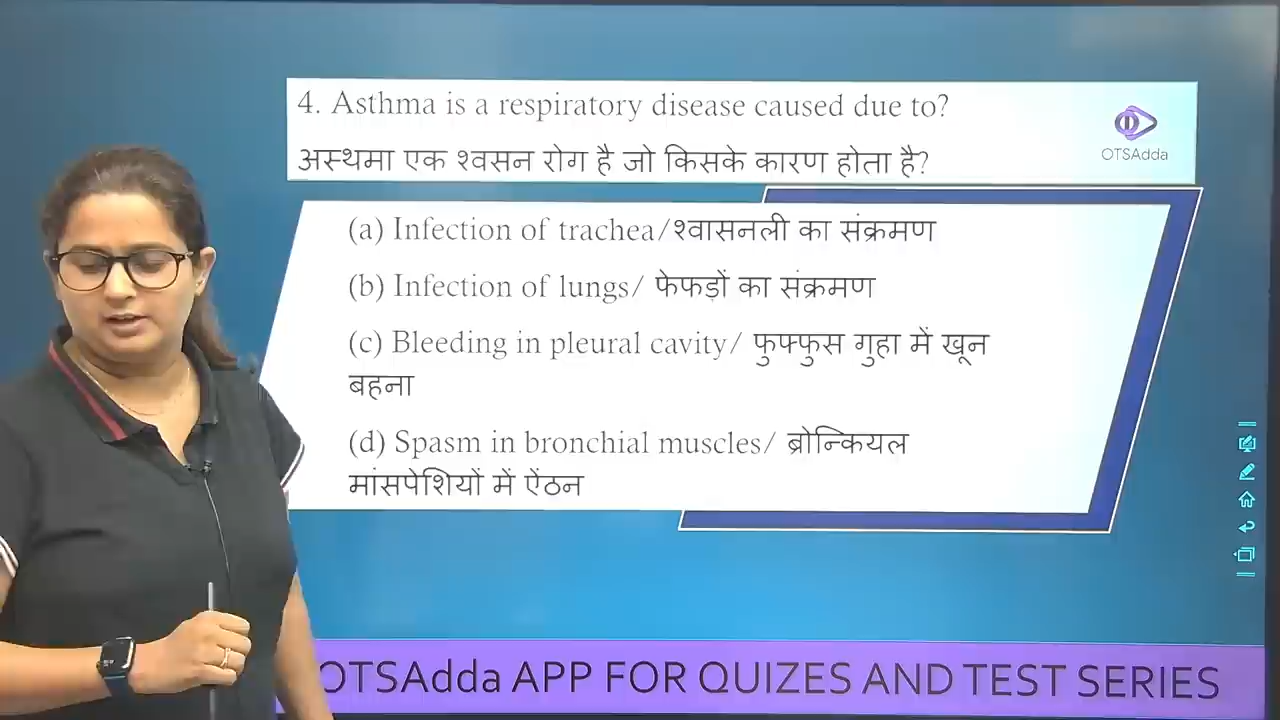 4. Asthma is a respiratory disease caused due to?
अस्थमा एक श्वसन रोग है जो किसके कारण होता है?
OTSAdda
(a) Infection of trachea/श्वासनली का संक्रमण
(b) Infection of lungs/ फेफड़ों का संक्रमण
(c) Bleeding in pleural cavity/ फुफ्फुस गुहा में खून
बहना
(d) Spasm in bronchial muscles/ ब्रोन्कियल
मांसपेशियों में ऐंठन
OTSAdda APP FOR QUIZES AND TEST SERIES